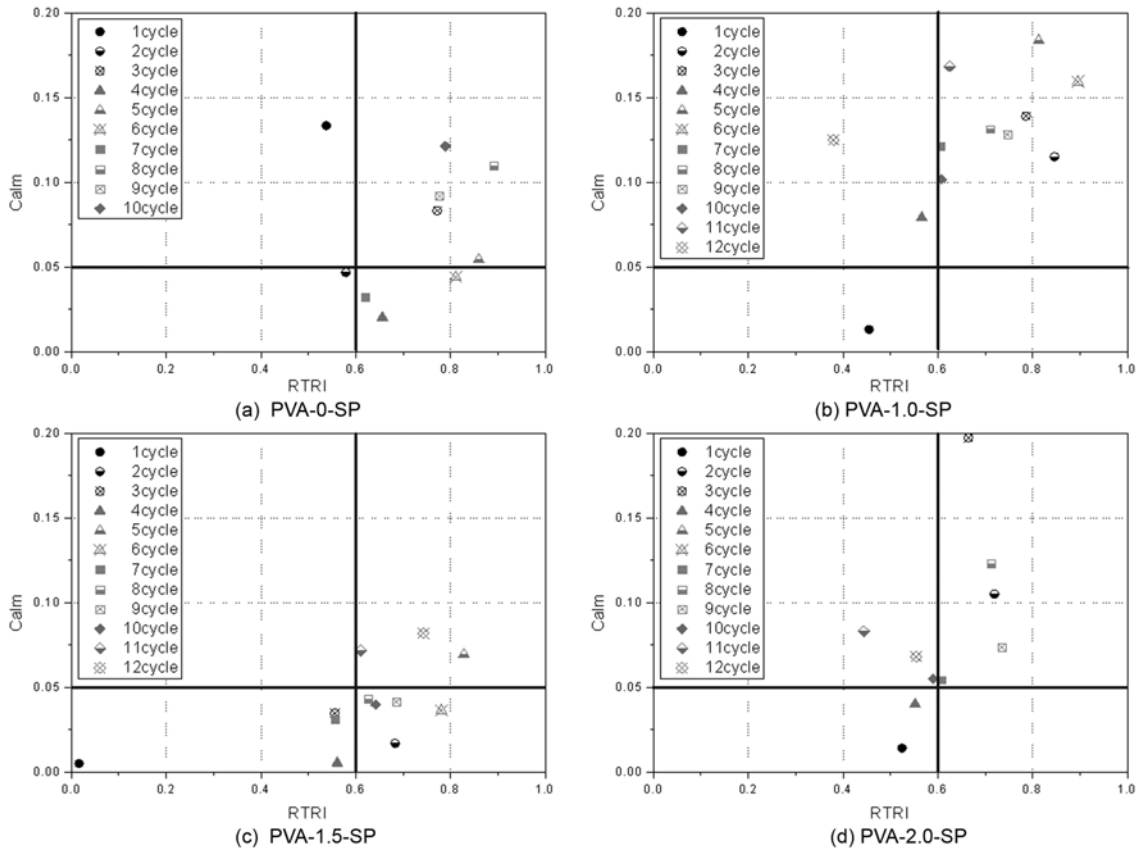 0.20
0.15
0.10
0.05
0.00
Calm
1cycle
2cycle
3cycle
4cycle
5cycle
6cycle
7cycle
8cycle
9cycle
10cycle
0.0 0.2 0.4 0.6 0.8 1.0
RTRI
(a) PVA-0-SP
0.20
0.15
0.10
0.05
0.00
Calm
1cycle
2cycle
3cycle
4cycle
5cycle
6cycle
7cycle
8cycle
9cycle
10cycle
11cycle
12cycle
0.0 0.2 0.4 0.6 0.8 1.0
RTRI
(b) PVA-1.0-SP
0.20
0.15
0.10
0.05
0.00
Calm
1cycle
2cycle
3cycle
4cycle
5cycle
6cycle
7cycle
8cycle
9cycle
10cycle
11cycle
12cycle
0.0 0.2 0.4 0.6 0.8 1.0
RTRI
(c) PVA-1.5-SP
0.20
0.15
0.10
0.05
0.00
Calm
1cycle
2cycle
3cycle
4cycle
5cycle
6cycle
7cycle
8cycle
9cycle
10cycle
11cycle
12cycle
0.0 0.2 0.4 0.6 0.8 1.0
RTRI
(d) PVA-2.0-SP